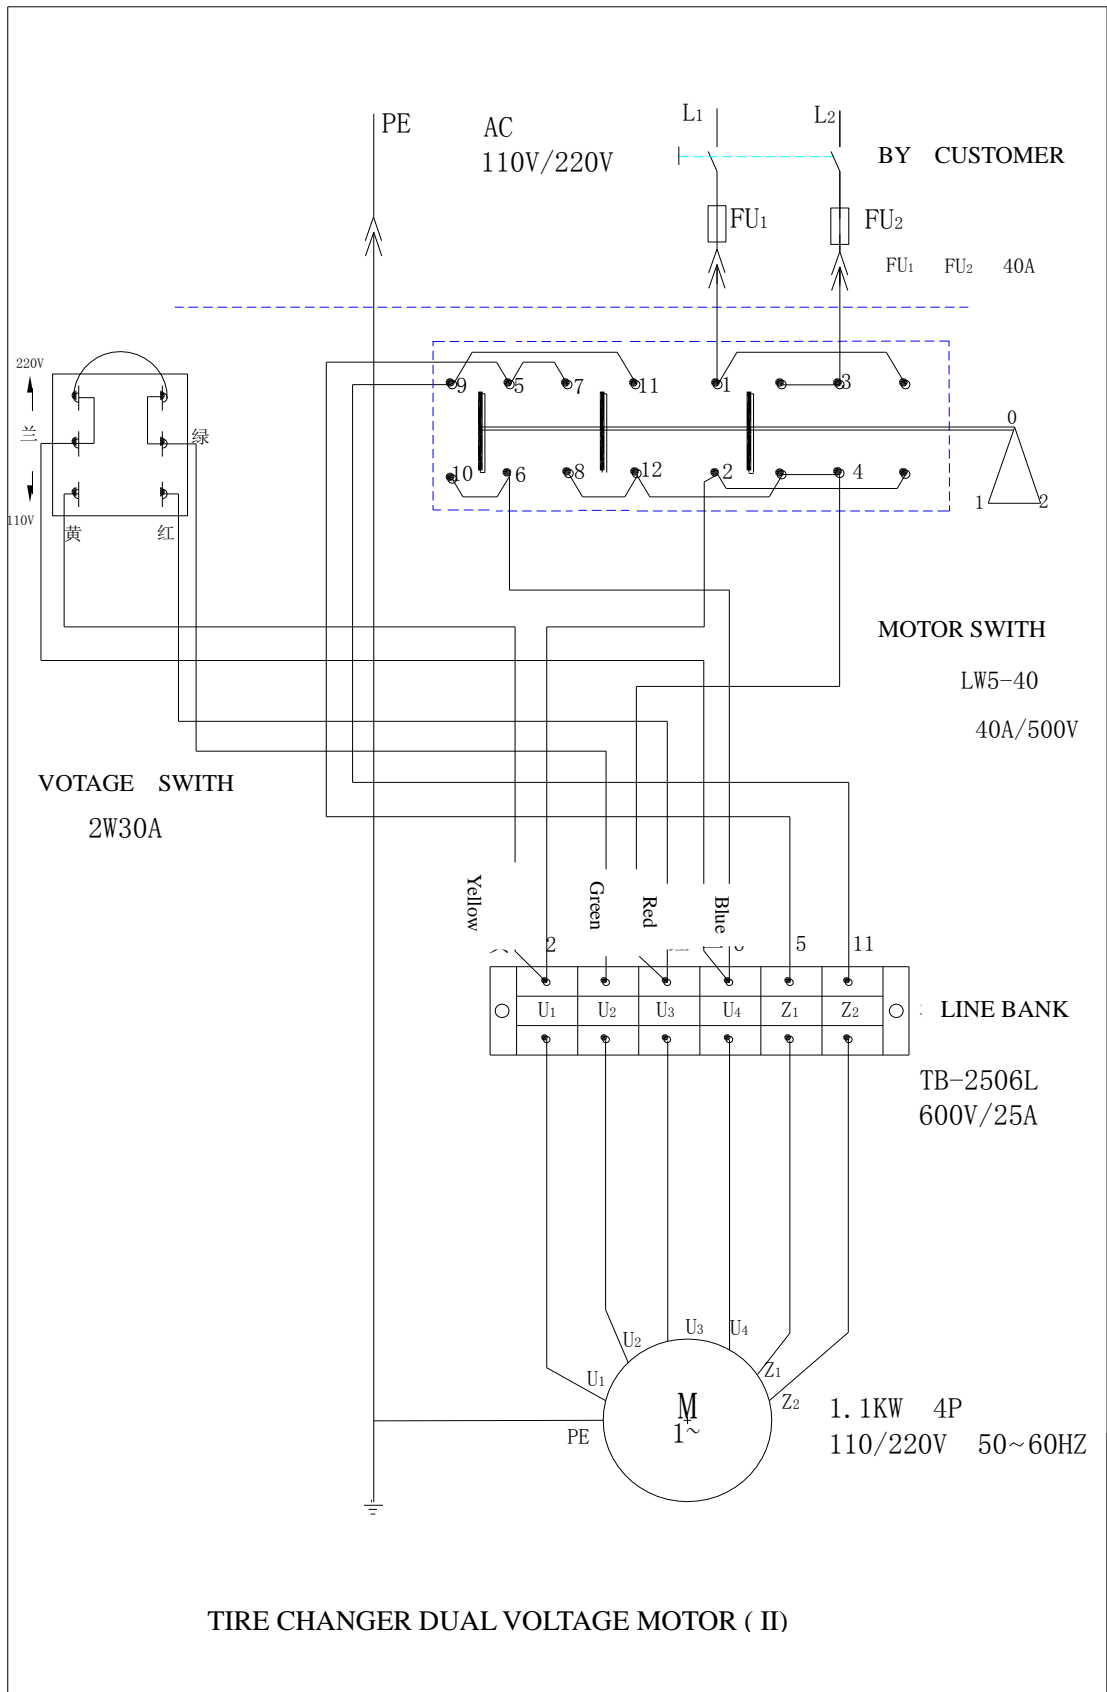 PE
AC
110V/220V
L1
L2
BY CUSTOMER
FU1
FU2
FU1 FU2 40A
220V
兰
绿
110V
黄
红
9 5 7 11 1 3
10 6 8 12 2 4
0
1 2
MOTOR SWITH
LW5-40
40A/500V
VOTAGE SWITH
2W30A
Yellow
Green
Red
Blue
2 5 11
U1 U2 U3 U4 Z1 Z2
LINE BANK
TB-2506L
600V/25A
U1
U2
U3
U4
Z1
Z2
M
1~
PE
1.1KW 4P
110/220V 50~60HZ
TIRE CHANGER DUAL VOLTAGE MOTOR ( II)